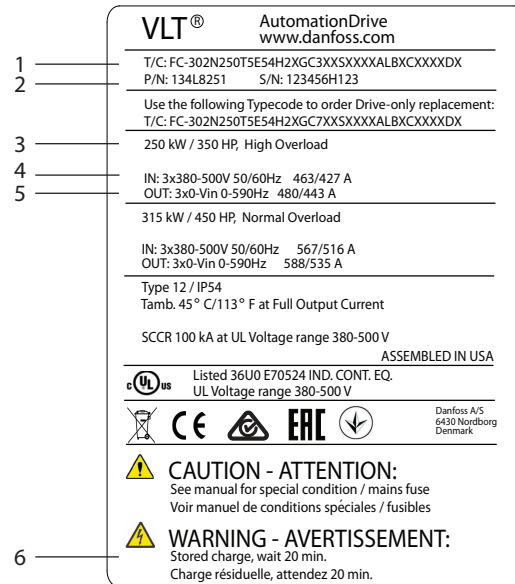 VLT® AutomationDrive
www.danfoss.com
1
T/C: FC-302N250T5E54H2XGC3XXSXXXXALBXCXXXXDX
2
P/N: 134L8251 S/N: 123456H123
Use the following Typecode to order Drive-only replacement:
T/C: FC-302N250T5E54H2XGC7XXSXXXXALBXCXXXXDX
3
250 kW / 350 HP, High Overload
4
IN: 3x380-500V 50/60Hz 463/427 A
5
OUT: 3x0-Vin 0-590Hz 480/443 A
315 kW / 450 HP, Normal Overload
IN: 3x380-500V 50/60Hz 567/516 A
OUT: 3x0-Vin 0-590Hz 588/535 A
Type 12 / IP54
Tamb. 45° C/113° F at Full Output Current
SCCR 100 kA at UL Voltage range 380-500 V
ASSEMBLED IN USA
c UL us Listed 36U0 E70524 IND. CONT. EQ.
UL Voltage range 380-500 V
CE EAC
Danfoss A/S
6430 Nordborg
Denmark
CAUTION - ATTENTION:
See manual for special condition / mains fuse
Voir manuel de conditions spéciales / fusibles
WARNING - AVERTISSEMENT:
6
Stored charge, wait 20 min.
Charge résiduelle, attendez 20 min.